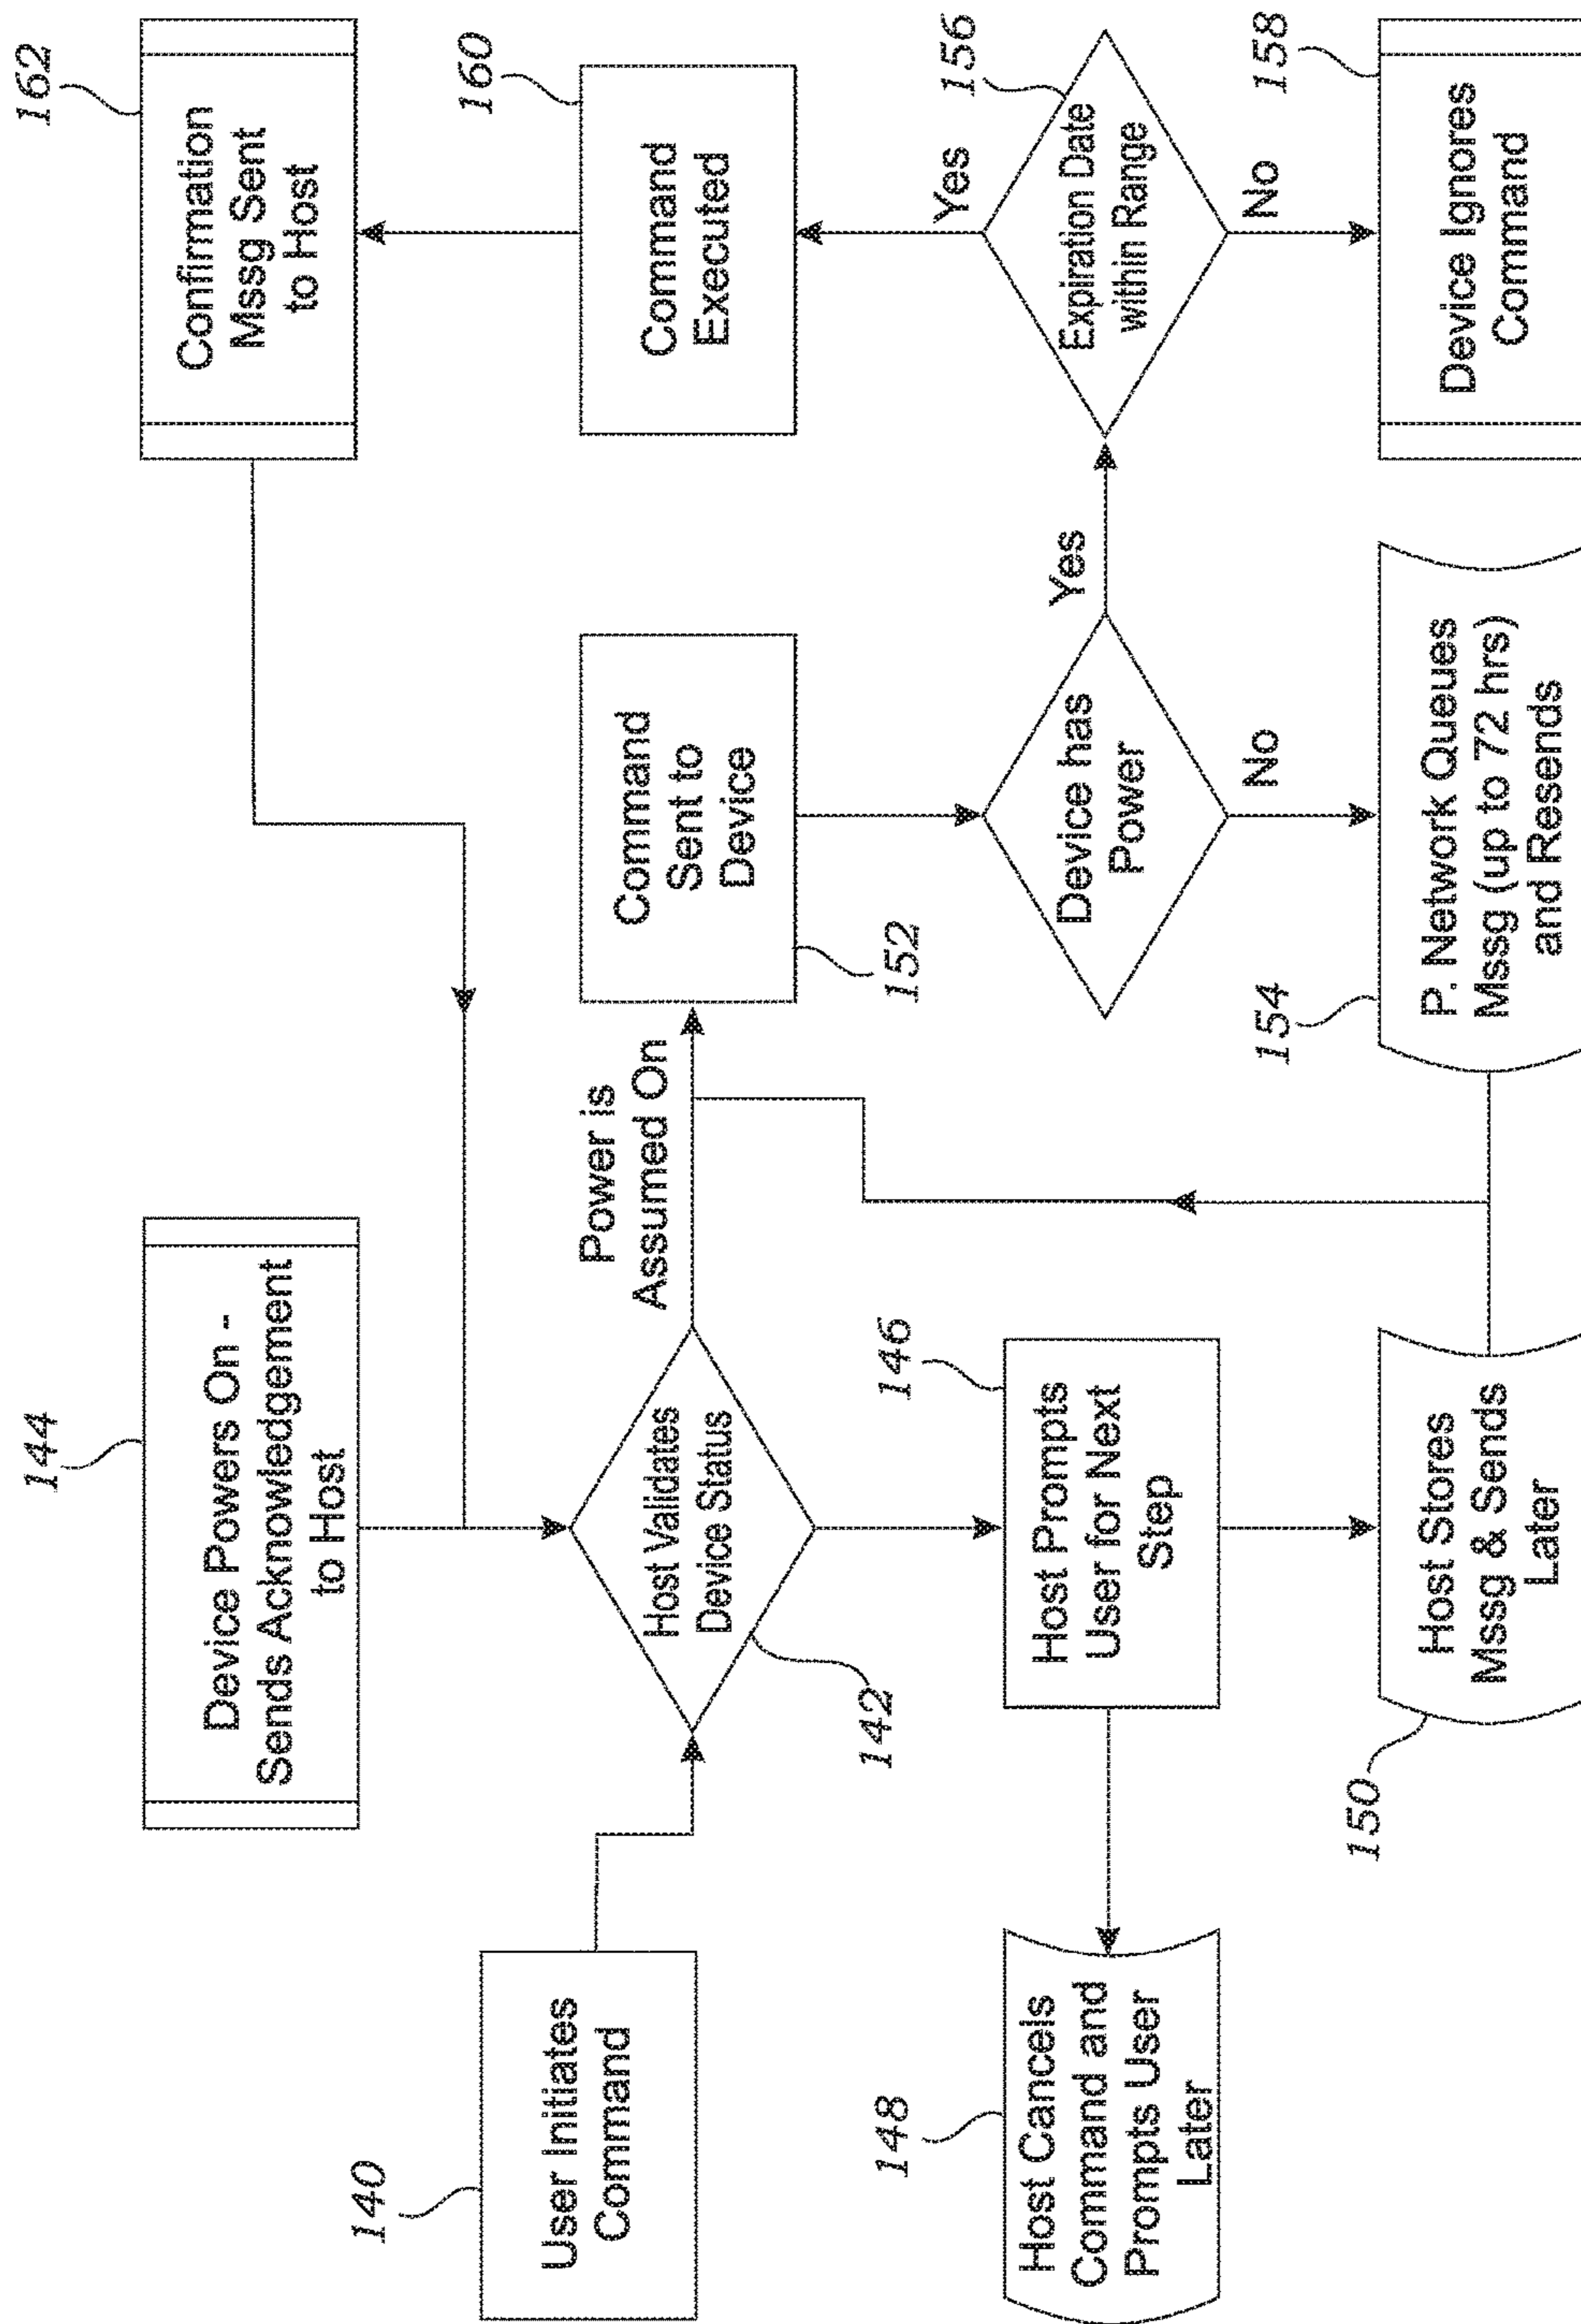 144
Device Powers On -
Sends Acknowledgement
to Host
162
Confirmation
Mssg Sent
to Host
140
User Initiates
Command
Host Validates
Device Status
142
Power is
Assumed On
Command
Sent to
Device
152
160
Command
Executed
148
Host Cancels
Command and
Prompts User
Later
146
Host Prompts
User for Next
Step
Device has
Power
Yes
No
156
Expiration Date
within Range
Yes
No
150
Host Stores
Mssg & Sends
Later
154
P. Network Queues
Mssg (up to 72 hrs)
and Resends
158
Device Ignores
Command